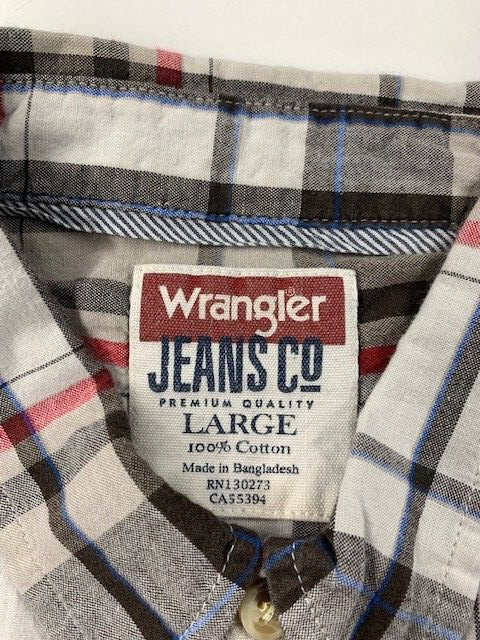 Wrangler®
JEANS CO
PREMIUM QUALITY
LARGE
100% Cotton
Made in Bangladesh
RN130273
CA55394